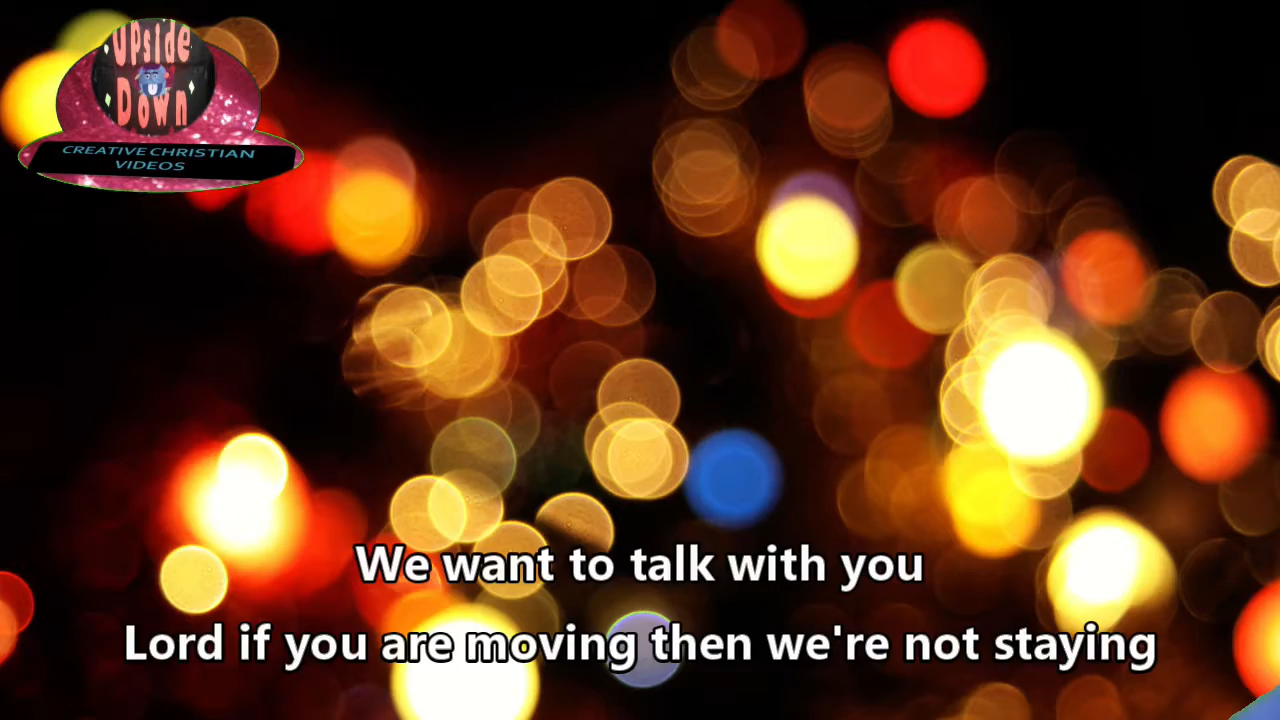 Upside
Down
CREATIVE CHRISTIAN
VIDEOS
We want to talk with you
Lord if you are moving then we're not staying